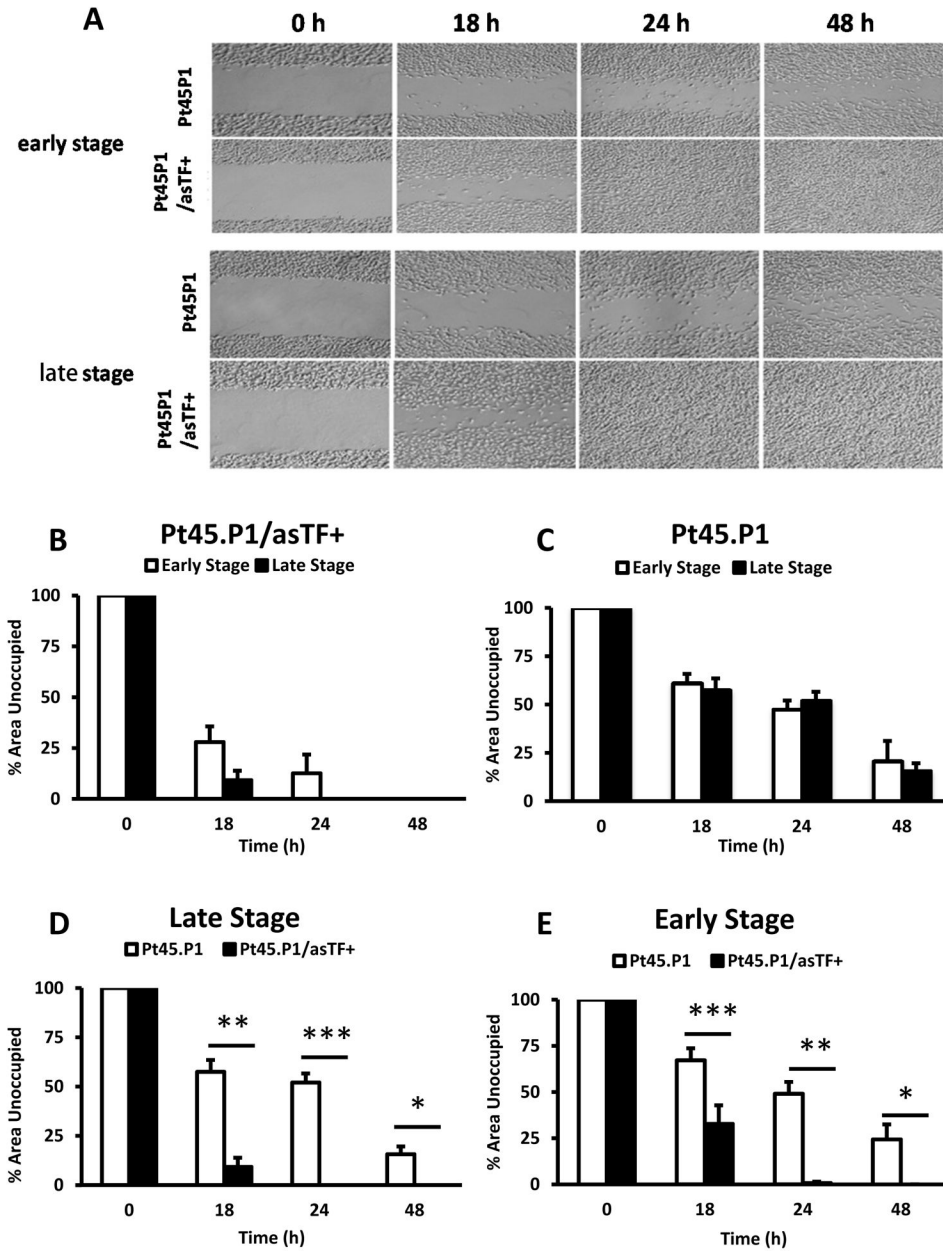 A
0 h 18 h 24 h 48 h
early stage
Pt45P1
Pt45P1
/asTF+
late stage
Pt45P1
Pt45P1
/asTF+
B
Pt45.P1/asTF+
Early Stage Late Stage
% Area Unoccupied
100
75
50
25
0
0 18 24 48
Time (h)
C
Pt45.P1
Early Stage Late Stage
% Area Unoccupied
100
75
50
25
0
0 18 24 48
Time (h)
D
Late Stage
Pt45.P1 Pt45.P1/asTF+
% Area Unoccupied
100
75
50
25
0
** *** *
0 18 24 48
Time (h)
E
Early Stage
Pt45.P1 Pt45.P1/asTF+
% Area Unoccupied
100
75
50
25
0
*** ** *
0 18 24 48
Time (h)